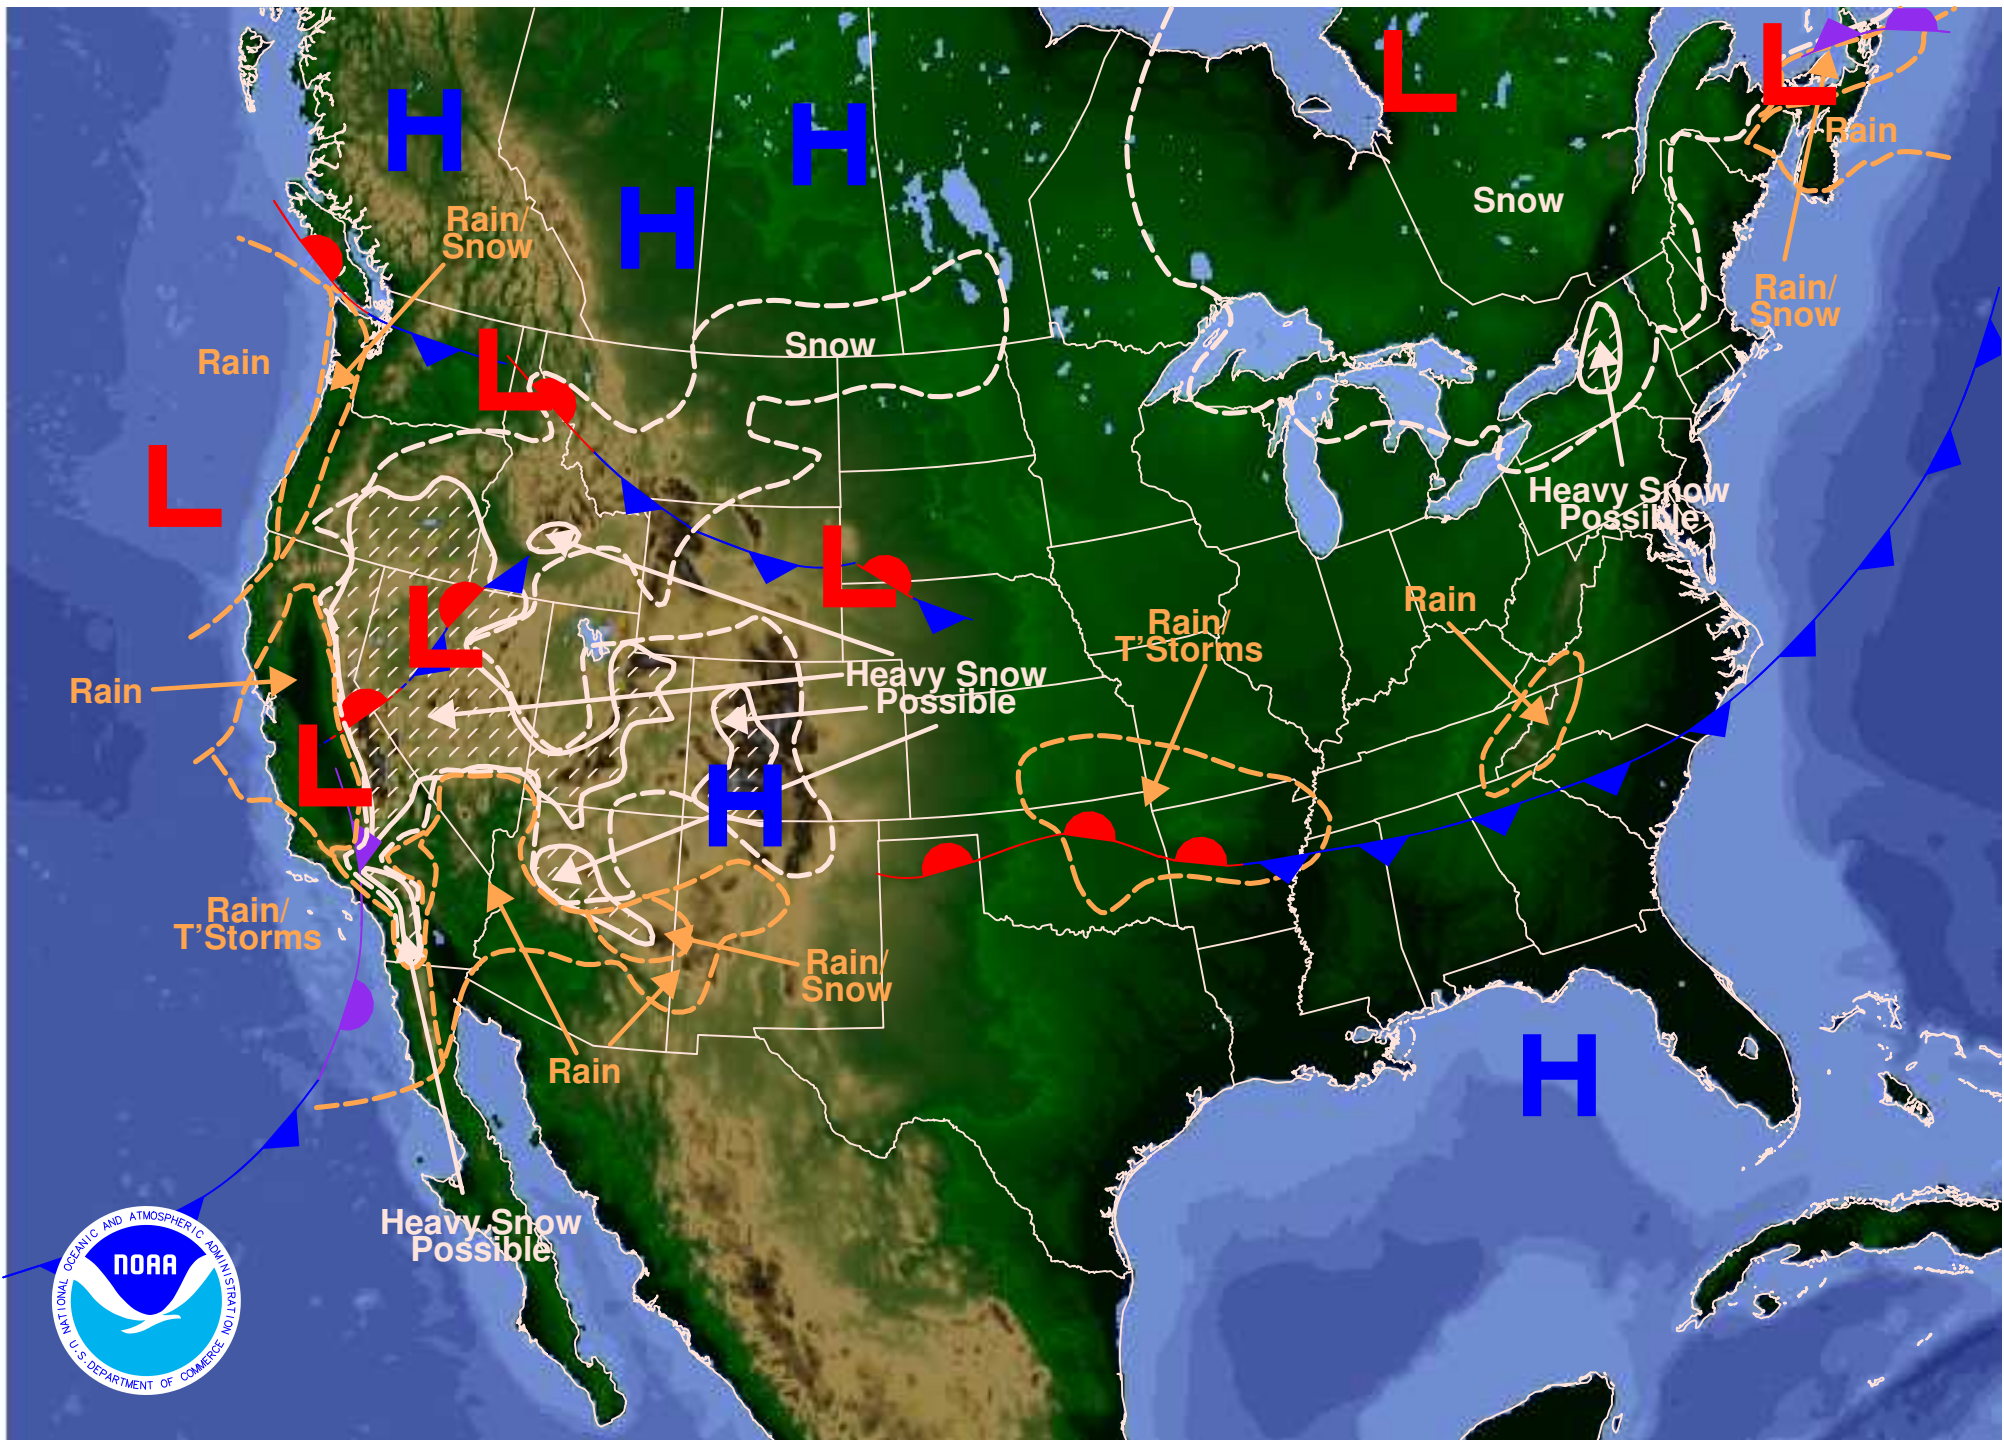 H
H
H
L
L
Rain
Snow
Rain/
Snow
Rain/
Snow
Snow
Rain
L
L
Heavy Snow
Possible
L
L
Rain
Rain/
T'Storms
L
Heavy Snow
Possible
Rain
L
H
Rain/
T'Storms
Rain/
Snow
Rain
H
Heavy Snow
Possible
NATIONAL OCEANIC AND ATMOSPHERIC ADMINISTRATION
NOAA
U.S. DEPARTMENT OF COMMERCE